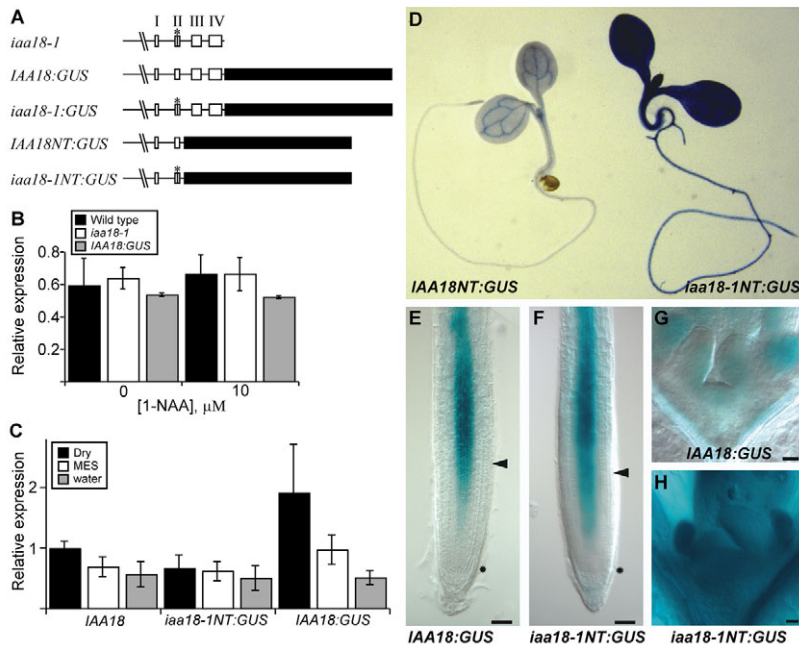 A
I II III IV
*
iaa18-1
IAA18:GUS
*
iaa18-1:GUS
IAA18NT:GUS
*
iaa18-1NT:GUS
B
Wild type
iaa18-1
IAA18:GUS
Relative expression
0.8
0.6
0.4
0.2
0 10
[1-NAA], μM
C
Dry
MES
water
Relative expression
2
1
IAA18 iaa18-1NT:GUS IAA18:GUS
D
IAA18NT:GUS iaa18-1NT:GUS
E
IAA18:GUS
F
iaa18-1NT:GUS
G
IAA18:GUS
H
iaa18-1NT:GUS